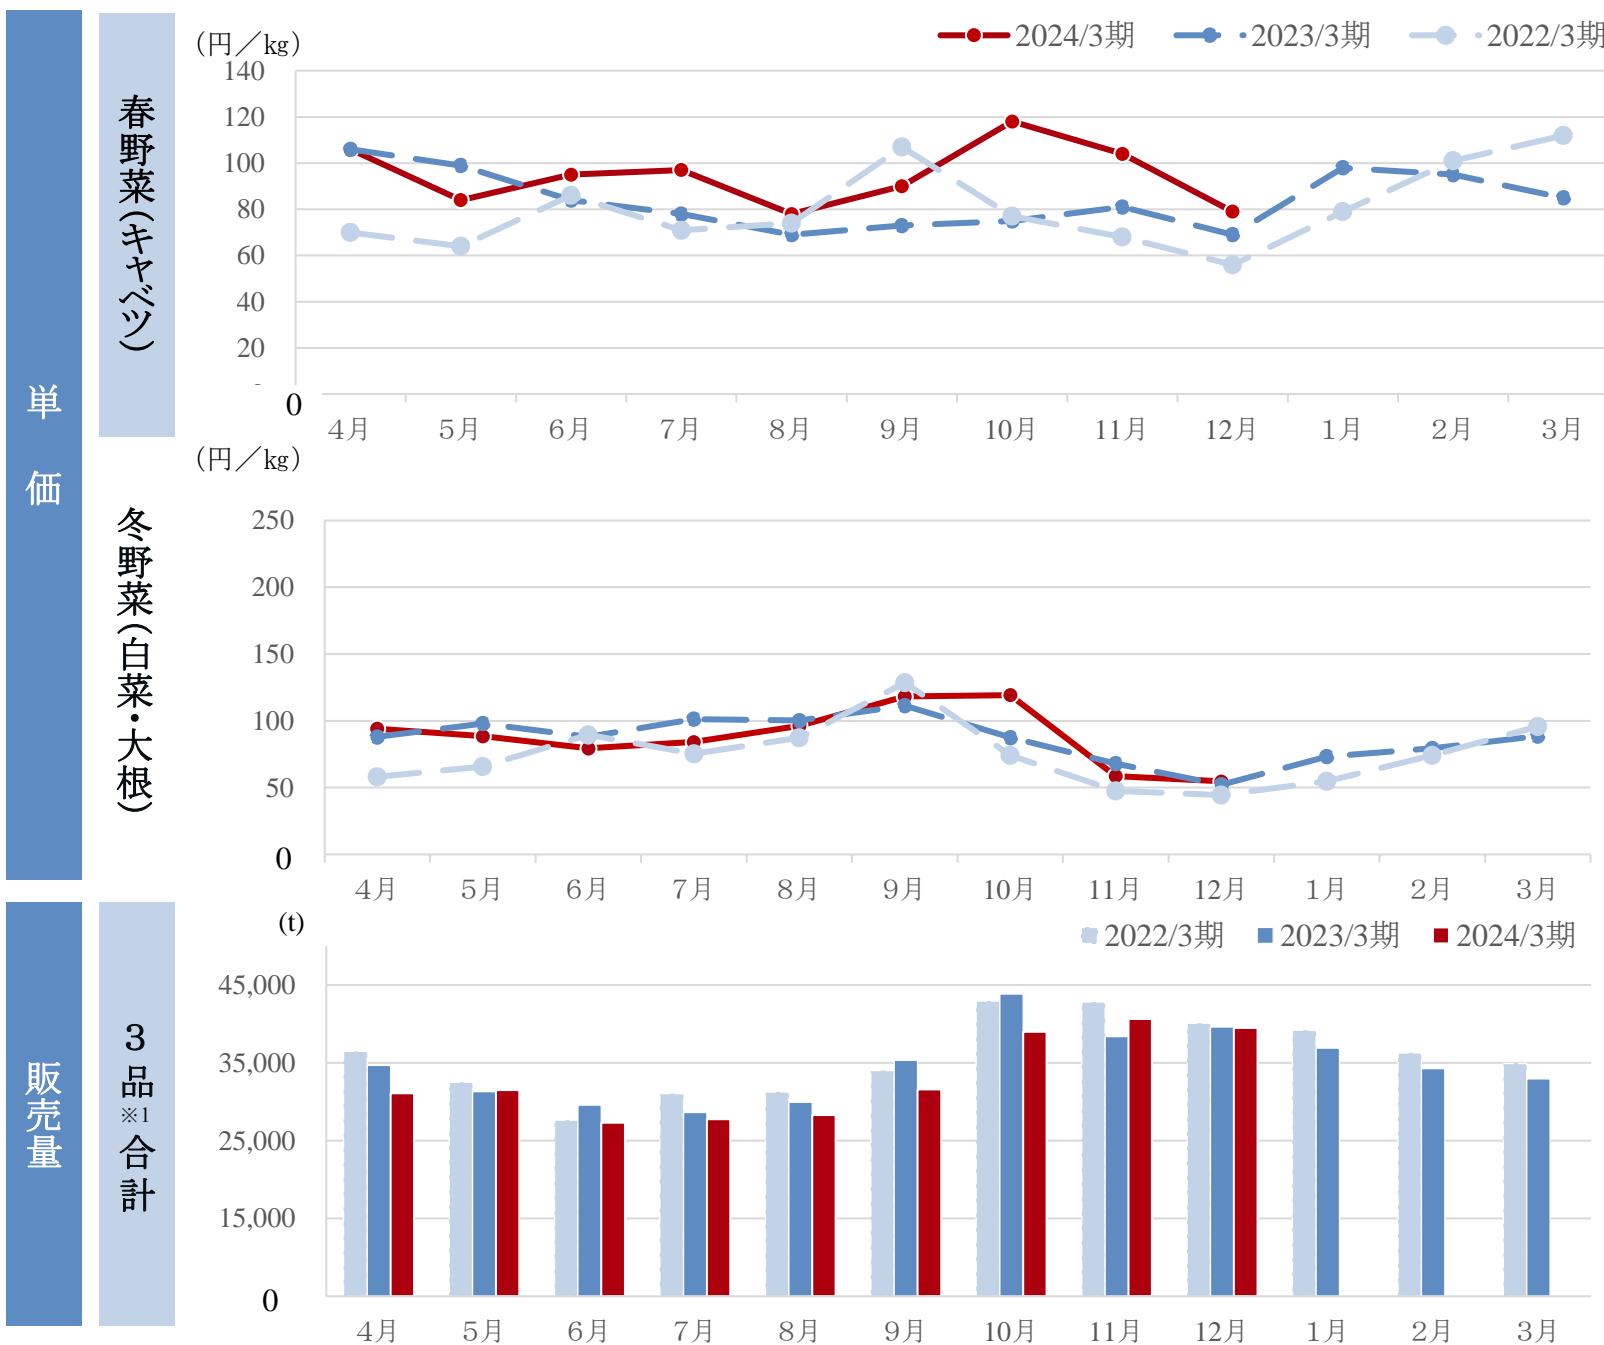 単価
春野菜(キャベツ)
(円/㎏)
2024/3期 2023/3期 2022/3期
140
120
100
80
60
40
20
0
4月 5月 6月 7月 8月 9月 10月 11月 12月 1月 2月 3月
冬野菜(白菜・大根)
(円/㎏)
250
200
150
100
50
0
4月 5月 6月 7月 8月 9月 10月 11月 12月 1月 2月 3月
販売量
3品※1合計
(t)
2022/3期 2023/3期 2024/3期
45,000
35,000
25,000
15,000
0
4月 5月 6月 7月 8月 9月 10月 11月 12月 1月 2月 3月